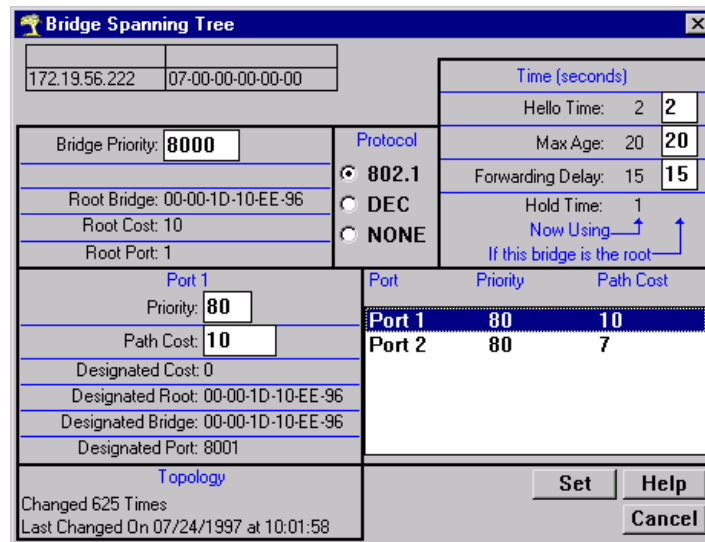 Bridge Spanning Tree
172.19.56.222 07-00-00-00-00-00
Time (seconds)
Hello Time: 2 2
Max Age: 20 20
Forwarding Delay: 15 15
Hold Time: 1
Now Using
If this bridge is the root
Bridge Priority: 8000
Root Bridge: 00-00-1D-10-EE-96
Root Cost: 10
Root Port: 1
Protocol
802.1
DEC
NONE
Port 1
Priority: 80
Path Cost: 10
Designated Cost: 0
Designated Root: 00-00-1D-10-EE-96
Designated Bridge: 00-00-1D-10-EE-96
Designated Port: 8001
Port Priority Path Cost
Port 1 80 10
Port 2 80 7
Topology
Changed 625 Times
Last Changed On 07/24/1997 at 10:01:58
Set Help
Cancel